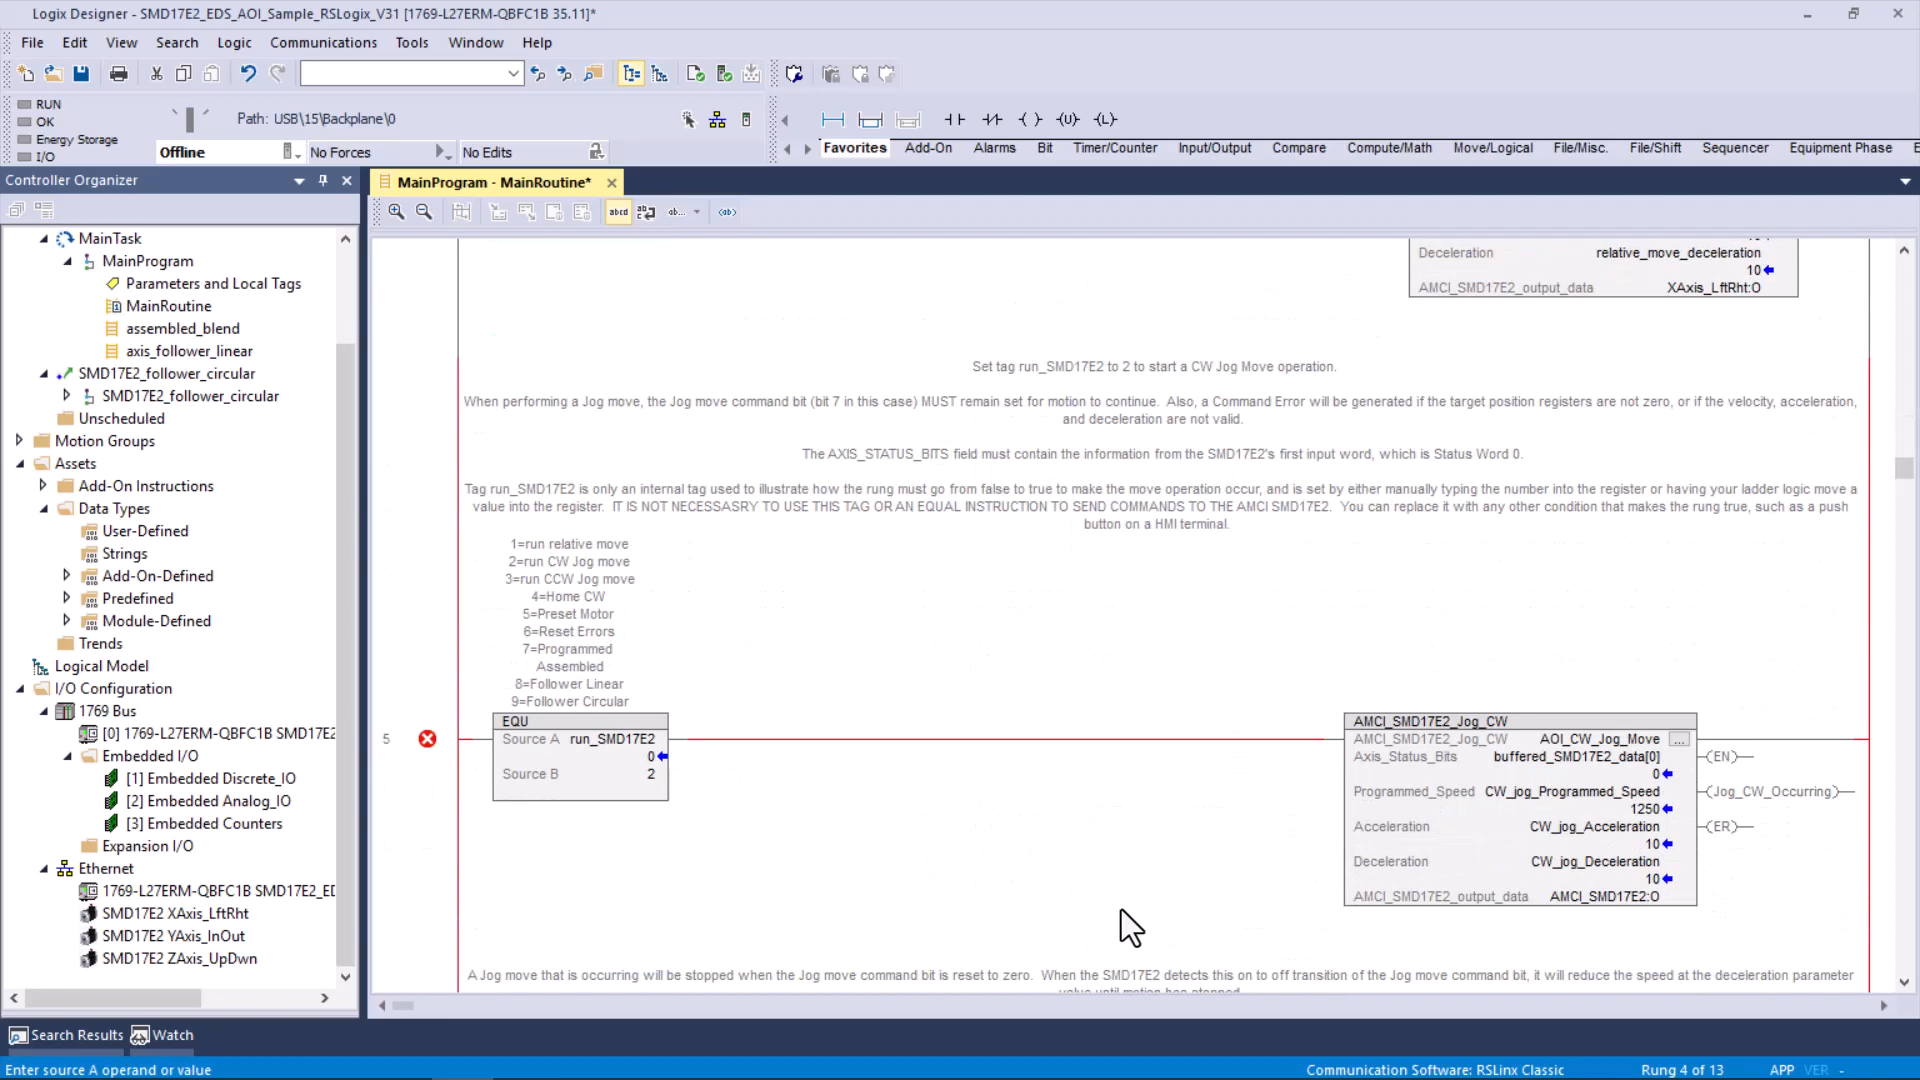 Logix Designer - SMD17E2_EDS_AOI_Sample_RSLogix_V31 [1769-L27ERM-QBFC1B 35.11]*
File Edit View Search Logic Communications Tools Window Help
RUN
OK
Energy Storage
I/O
Path: USB\15\Backplane\0
Offline No Forces No Edits
Favorites Add-On Alarms Bit Timer/Counter Input/Output Compare Compute/Math Move/Logical File/Misc. File/Shift Sequencer Equipment Phase E
Controller Organizer
MainTask
MainProgram
Parameters and Local Tags
MainRoutine
assembled_blend
axis_follower_linear
SMD17E2_follower_circular
SMD17E2_follower_circular
Unscheduled
Motion Groups
Assets
Add-On Instructions
Data Types
User-Defined
Strings
Add-On-Defined
Predefined
Module-Defined
Trends
Logical Model
I/O Configuration
1769 Bus
[0] 1769-L27ERM-QBFC1B SMD17E2
Embedded I/O
[1] Embedded Discrete_IO
[2] Embedded Analog_IO
[3] Embedded Counters
Expansion I/O
Ethernet
1769-L27ERM-QBFC1B SMD17E2_ED
SMD17E2 XAxis_LftRht
SMD17E2 YAxis_InOut
SMD17E2 ZAxis_UpDwn
MainProgram - MainRoutine*
abcd ab ab...
<ab>
Deceleration relative_move_deceleration
10
AMCI_SMD17E2_output_data XAxis_LftRht:O
Set tag run_SMD17E2 to 2 to start a CW Jog Move operation.
When performing a Jog move, the Jog move command bit (bit 7 in this case) MUST remain set for motion to continue. Also, a Command Error will be generated if the target position registers are not zero, or if the velocity, acceleration,
and deceleration are not valid.
The AXIS_STATUS_BITS field must contain the information from the SMD17E2's first input word, which is Status Word 0.
Tag run_SMD17E2 is only an internal tag used to illustrate how the rung must go from false to true to make the move operation occur, and is set by either manually typing the number into the register or having your ladder logic move a
value into the register. IT IS NOT NECESSASRY TO USE THIS TAG OR AN EQUAL INSTRUCTION TO SEND COMMANDS TO THE AMCI SMD17E2. You can replace it with any other condition that makes the rung true, such as a push
button on a HMI terminal.
1=run relative move
2=run CW Jog move
3=run CCW Jog move
4=Home CW
5=Preset Motor
6=Reset Errors
7=Programmed
Assembled
8=Follower Linear
9=Follower Circular
5
EQU
Source A run_SMD17E2
0
Source B 2
AMCI_SMD17E2_Jog_CW
AMCI_SMD17E2_Jog_CW AOI_CW_Jog_Move ...
Axis_Status_Bits buffered_SMD17E2_data[0]
0
Programmed_Speed CW_jog_Programmed_Speed
1250
Acceleration CW_jog_Acceleration
10
Deceleration CW_jog_Deceleration
10
AMCI_SMD17E2_output_data AMCI_SMD17E2:O
(EN)
(Jog_CW_Occurring)
(ER)
A Jog move that is occurring will be stopped when the Jog move command bit is reset to zero. When the SMD17E2 detects this on to off transition of the Jog move command bit, it will reduce the speed at the deceleration parameter
Search Results Watch
Enter source A operand or value
Communication Software: RSLinx Classic Rung 4 of 13 APP VER